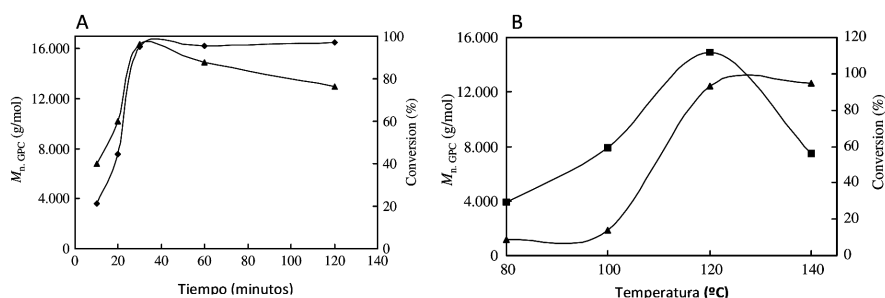 A
16.000
12.000
8.000
4.000
0
M n, GPC (g/mol)
100
80
60
40
20
0
Conversion (%)
0 20 40 60 80 100 120 140
Tiempo (minutos)
B
16.000
12.000
8.000
4.000
0
M n, GPC (g/mol)
120
100
80
60
40
20
0
Conversion (%)
80 100 120 140
Temperatura (ºC)